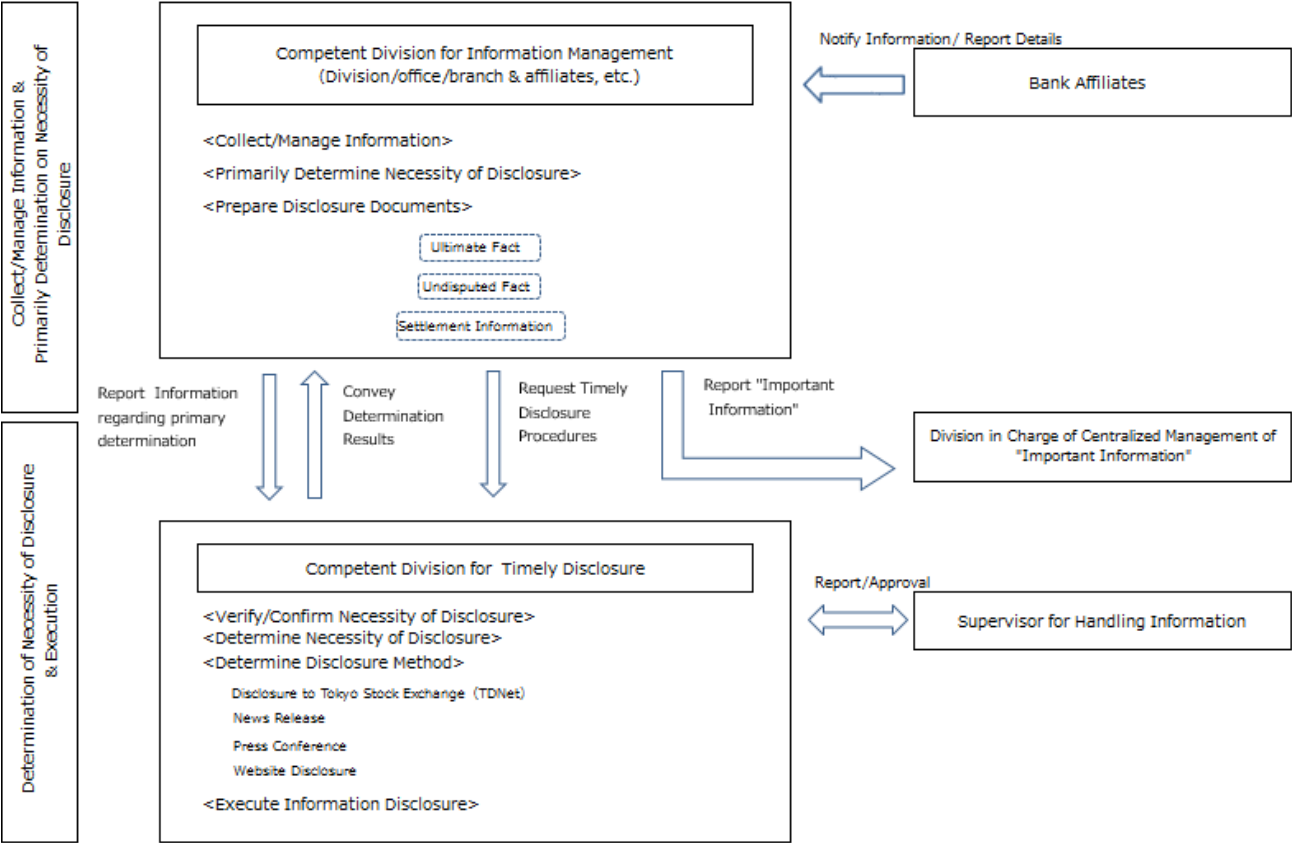 Collect/Manage Information &
Primarily Detemination on Necessity of
Disclosure
Competent Division for Information Management
(Division/office/branch & affiliates, etc.)
<Collect/Manage Information>
<Primarily Determine Necessity of Disclosure>
<Prepare Disclosure Documents>
Ultimate Fact
Undisputed Fact
Settlement Information
Notify Information/ Report Details
Bank Affiliates
Report Information
regarding primary
determination
Convey
Determination
Results
Request Timely
Disclosure
Procedures
Report "Important
Information"
Division in Charge of Centralized Management of
"Important Information"
Determination of Necessity of Disclosure
& Execution
Competent Division for Timely Disclosure
<Verify/Confirm Necessity of Disclosure>
<Determine Necessity of Disclosure>
<Determine Disclosure Method>
Disclosure to Tokyo Stock Exchange (TDNet)
News Release
Press Conference
Website Disclosure
<Execute Information Disclosure>
Report/Approval
Supervisor for Handling Information